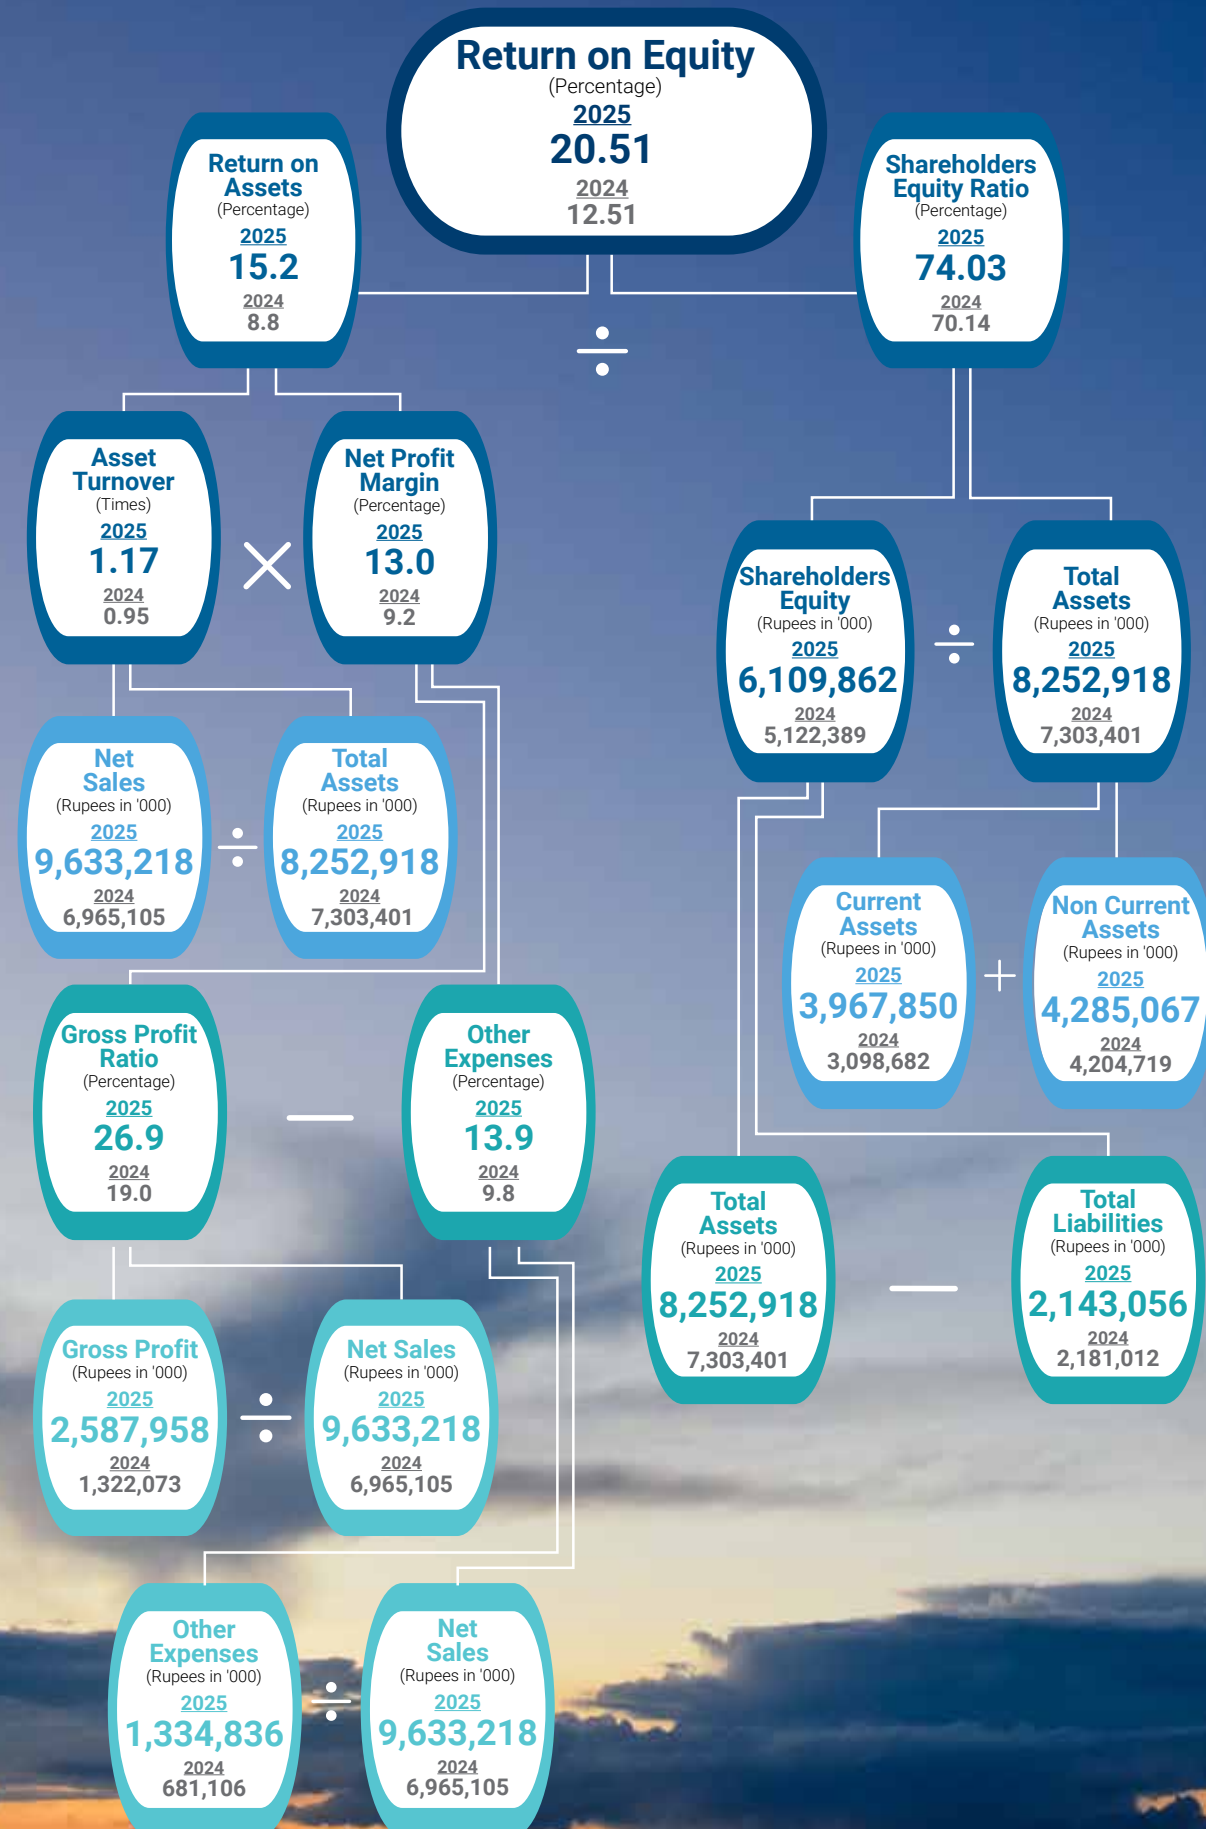 Return on Equity
(Percentage)
2025
20.51
2024
12.51
Return on
Assets
(Percentage)
2025
15.2
2024
8.8
Shareholders
Equity Ratio
(Percentage)
2025
74.03
2024
70.14
÷
Asset
Turnover
(Times)
2025
1.17
2024
0.95
×
Net Profit
Margin
(Percentage)
2025
13.0
2024
9.2
Shareholders
Equity
(Rupees in '000)
2025
6,109,862
2024
5,122,389
÷
Total
Assets
(Rupees in '000)
2025
8,252,918
2024
7,303,401
Net
Sales
(Rupees in '000)
2025
9,633,218
2024
6,965,105
÷
Total
Assets
(Rupees in '000)
2025
8,252,918
2024
7,303,401
Current
Assets
(Rupees in '000)
2025
3,967,850
2024
3,098,682
+
Non Current
Assets
(Rupees in '000)
2025
4,285,067
2024
4,204,719
Gross Profit
Ratio
(Percentage)
2025
26.9
2024
19.0
—
Other
Expenses
(Percentage)
2025
13.9
2024
9.8
Total
Assets
(Rupees in '000)
2025
8,252,918
2024
7,303,401
—
Total
Liabilities
(Rupees in '000)
2025
2,143,056
2024
2,181,012
Gross Profit
(Rupees in '000)
2025
2,587,958
2024
1,322,073
÷
Net Sales
(Rupees in '000)
2025
9,633,218
2024
6,965,105
Other
Expenses
(Rupees in '000)
2025
1,334,836
2024
681,106
÷
Net
Sales
(Rupees in '000)
2025
9,633,218
2024
6,965,105